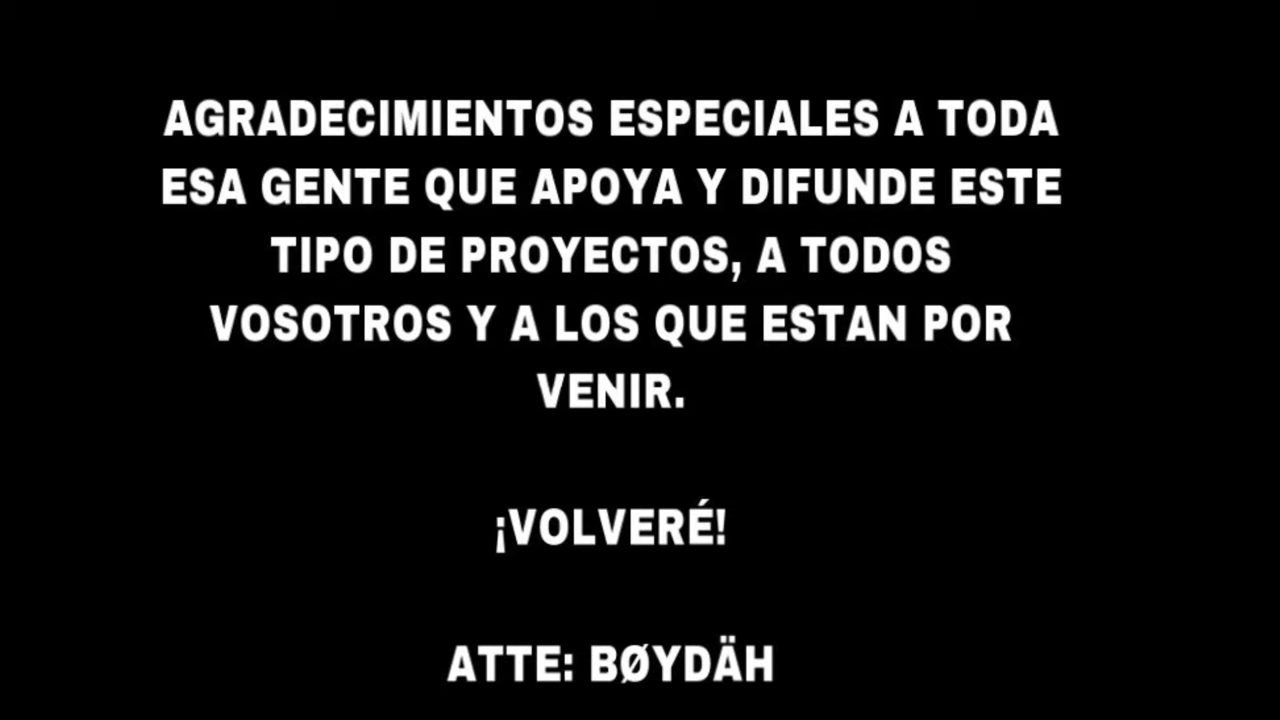 AGRADECIMIENTOS ESPECIALES A TODA
ESA GENTE QUE APOYA Y DIFUNDE ESTE
TIPO DE PROYECTOS, A TODOS
VOSOTROS Y A LOS QUE ESTAN POR
VENIR.
¡VOLVERÉ!
ATTE: BØYDÄH